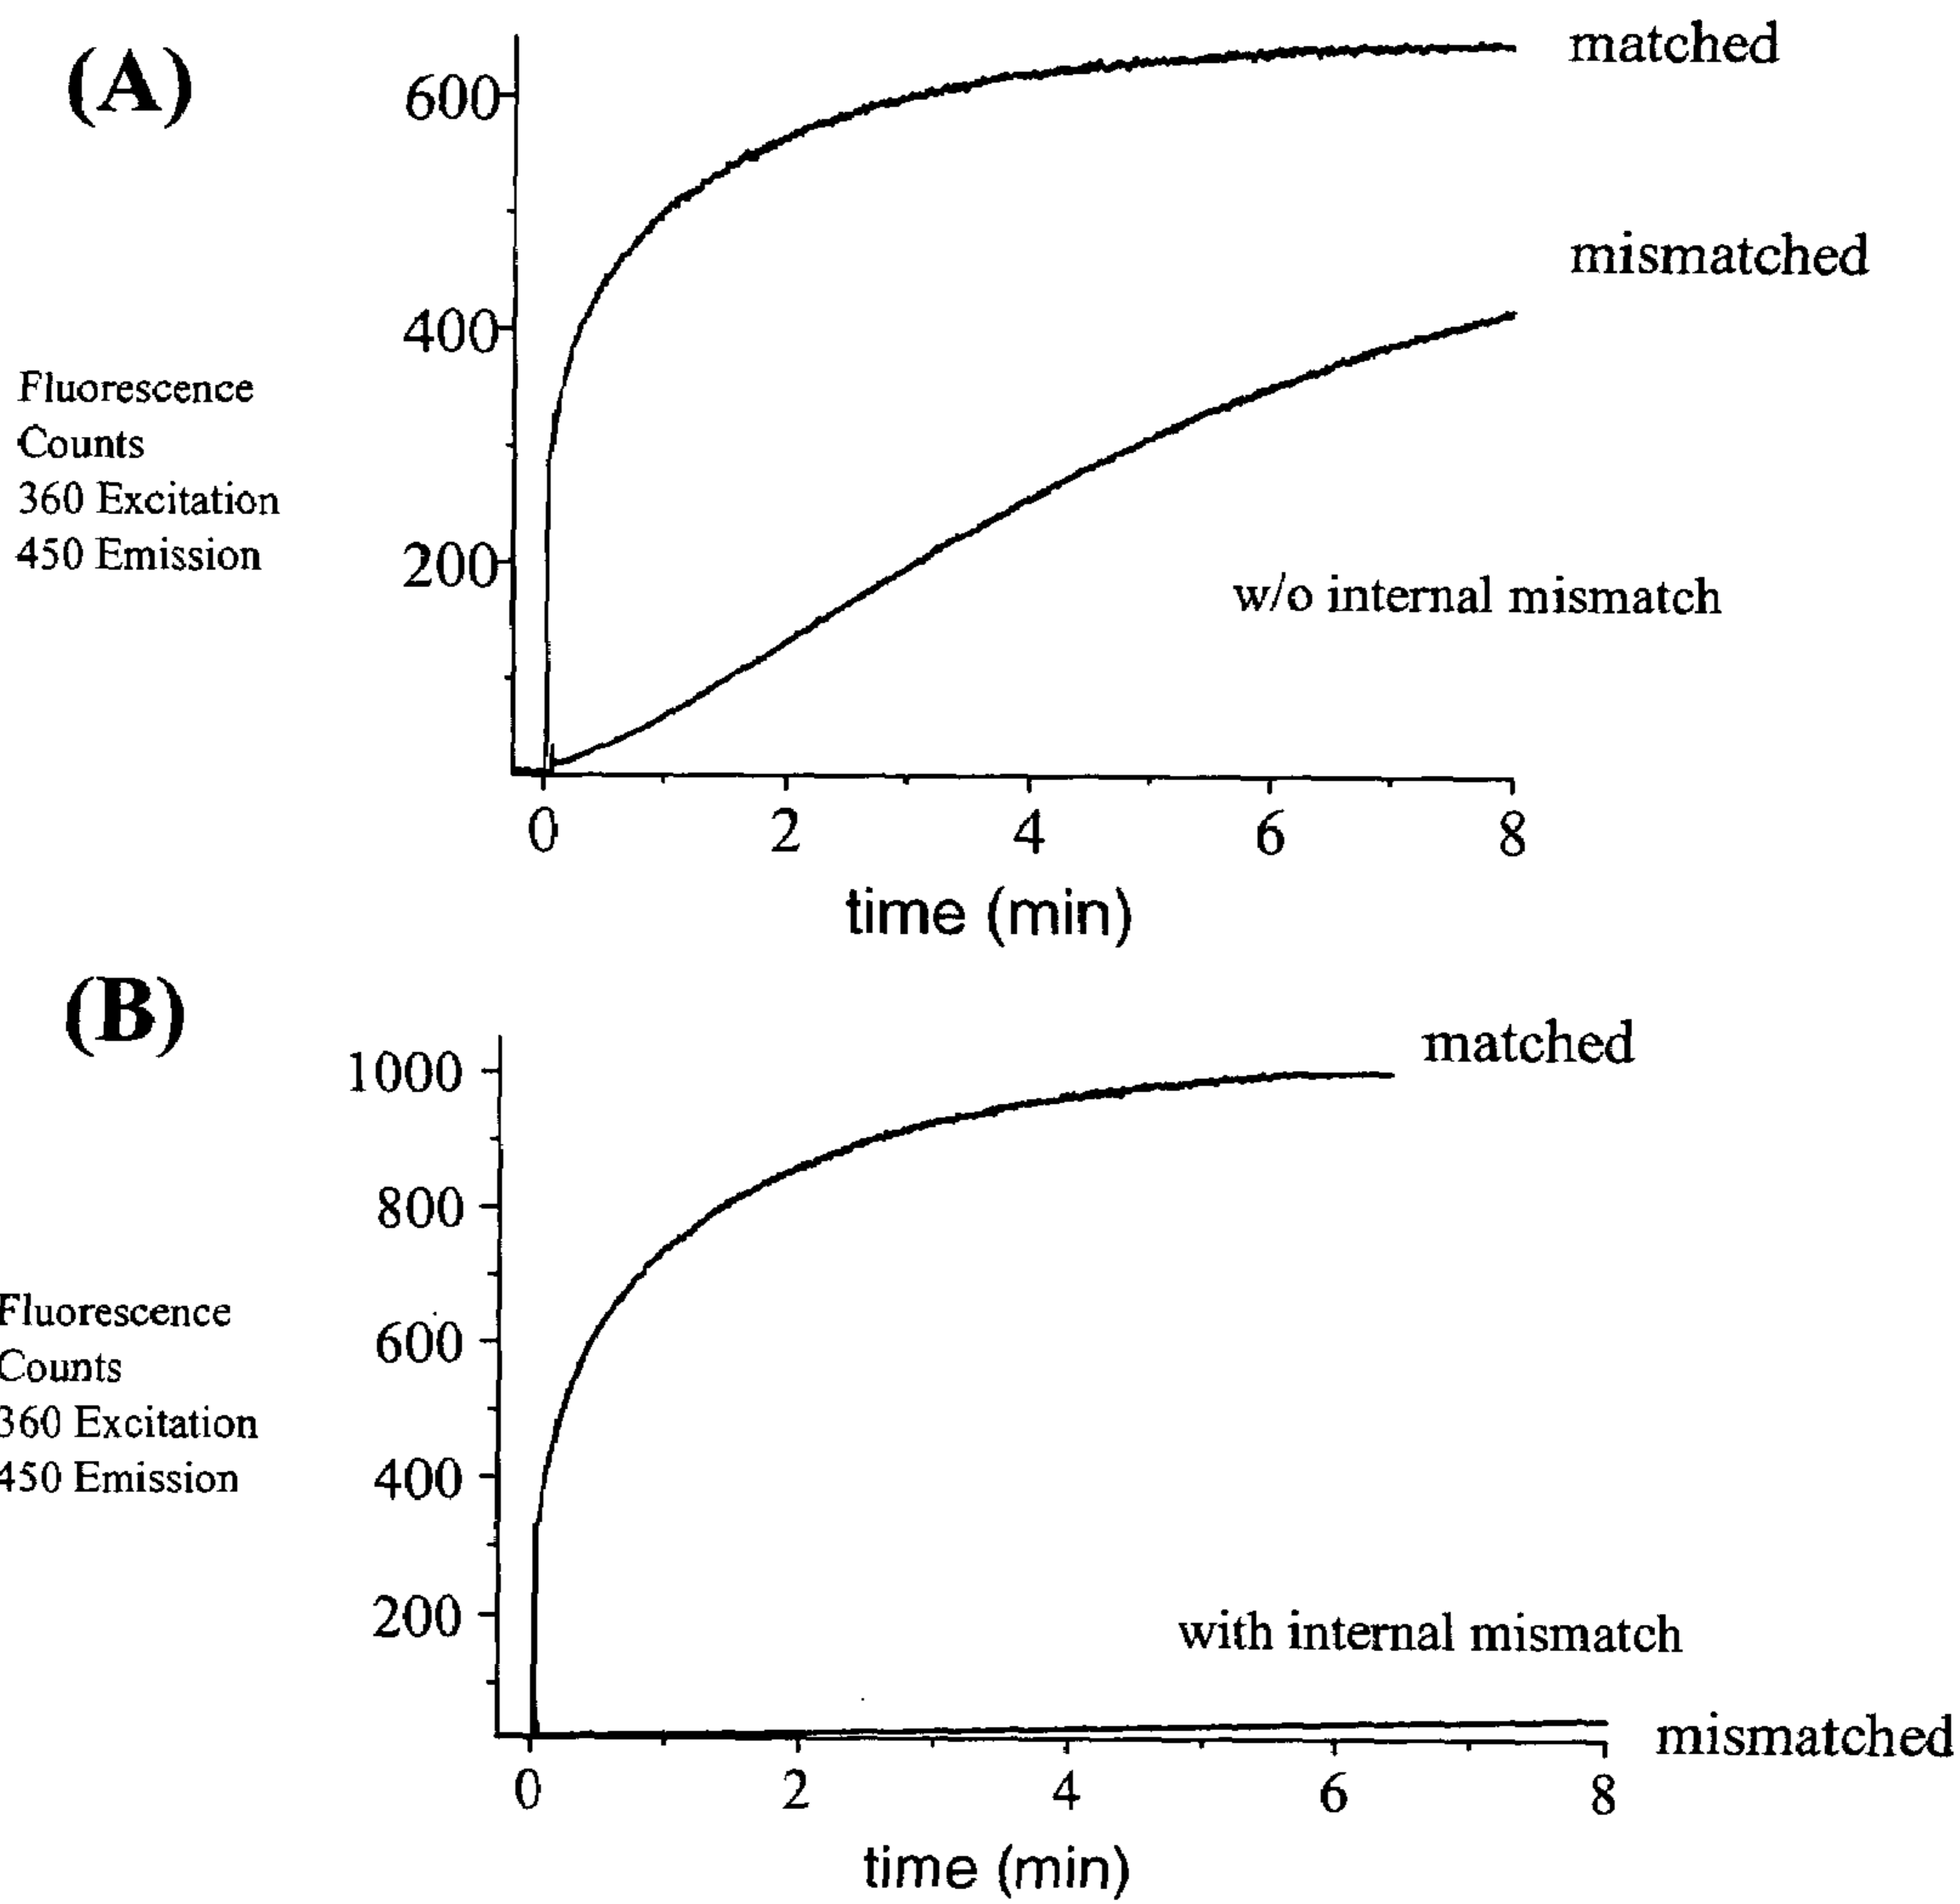 (A)
600
400
200
Fluorescence
Counts
360 Excitation
450 Emission
matched
mismatched
w/o internal mismatch
0 2 4 6 8
time (min)
(B)
1000
800
600
400
200
Fluorescence
Counts
360 Excitation
450 Emission
matched
with internal mismatch
mismatched
0 2 4 6 8
time (min)